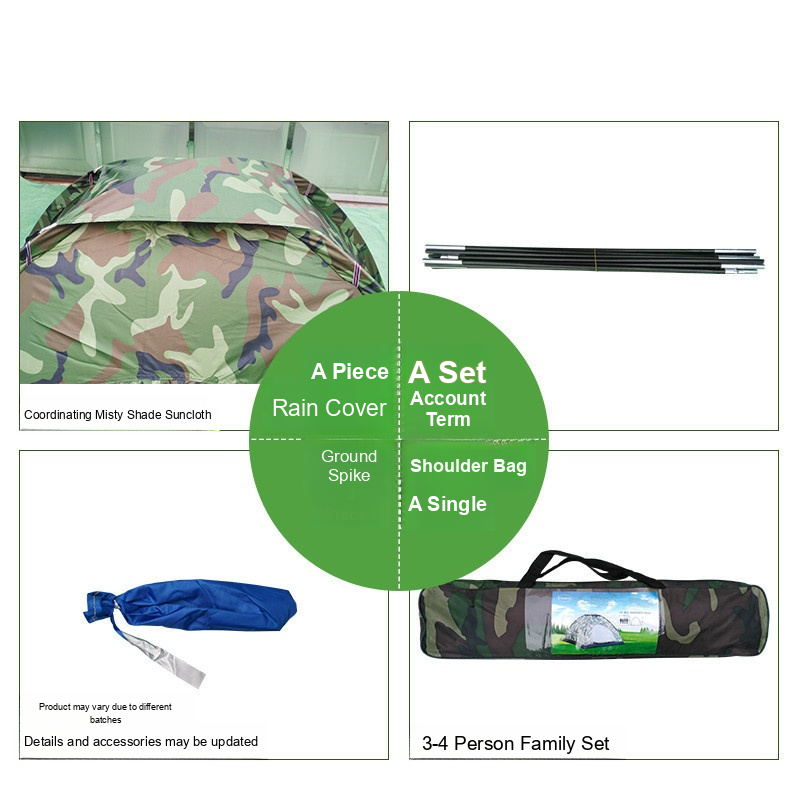 Coordinating Misty Shade Suncloth
A Piece
Rain Cover
A Set
Account
Term
Ground
Spike
Shoulder Bag
A Single
Product may vary due to different
batches
Details and accessories may be updated
3-4 Person Family Set